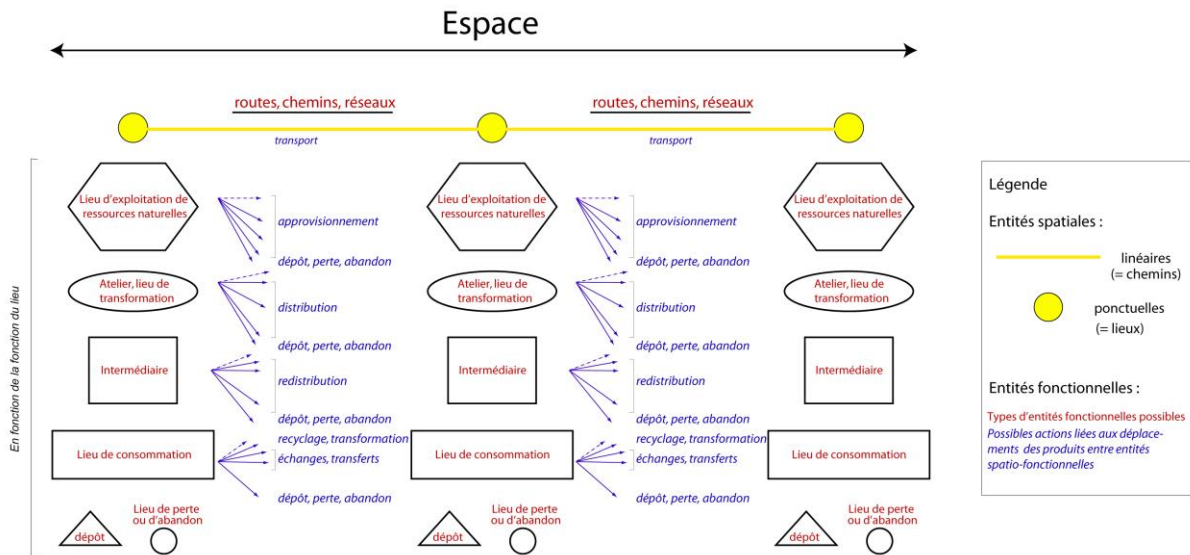 Espace
routes, chemins, réseaux
routes, chemins, réseaux
transport
transport
En fonction de la fonction du lieu
Lieu d'exploitation de
ressources naturelles
approvisionnement
dépôt, perte, abandon
Atelier, lieu de
transformation
distribution
dépôt, perte, abandon
Intermédiaire
redistribution
dépôt, perte, abandon
Lieu de consommation
recyclage, transformation
échanges, transferts
dépôt, perte, abandon
dépôt
Lieu de perte
ou d'abandon
Lieu d'exploitation de
ressources naturelles
approvisionnement
dépôt, perte, abandon
Atelier, lieu de
transformation
distribution
dépôt, perte, abandon
Intermédiaire
redistribution
dépôt, perte, abandon
Lieu de consommation
recyclage, transformation
échanges, transferts
dépôt, perte, abandon
dépôt
Lieu de perte
ou d'abandon
Lieu d'exploitation de
ressources naturelles
Atelier, lieu de
transformation
Intermédiaire
Lieu de consommation
dépôt
Lieu de perte
ou d'abandon
Légende
Entités spatiales :
linéaires
(= chemins)
ponctuelles
(= lieux)
Entités fonctionnelles :
Types d'entités fonctionnelles possibles
Possibles actions liées aux déplace-
ments des produits entre entités
spatio-fonctionnelles